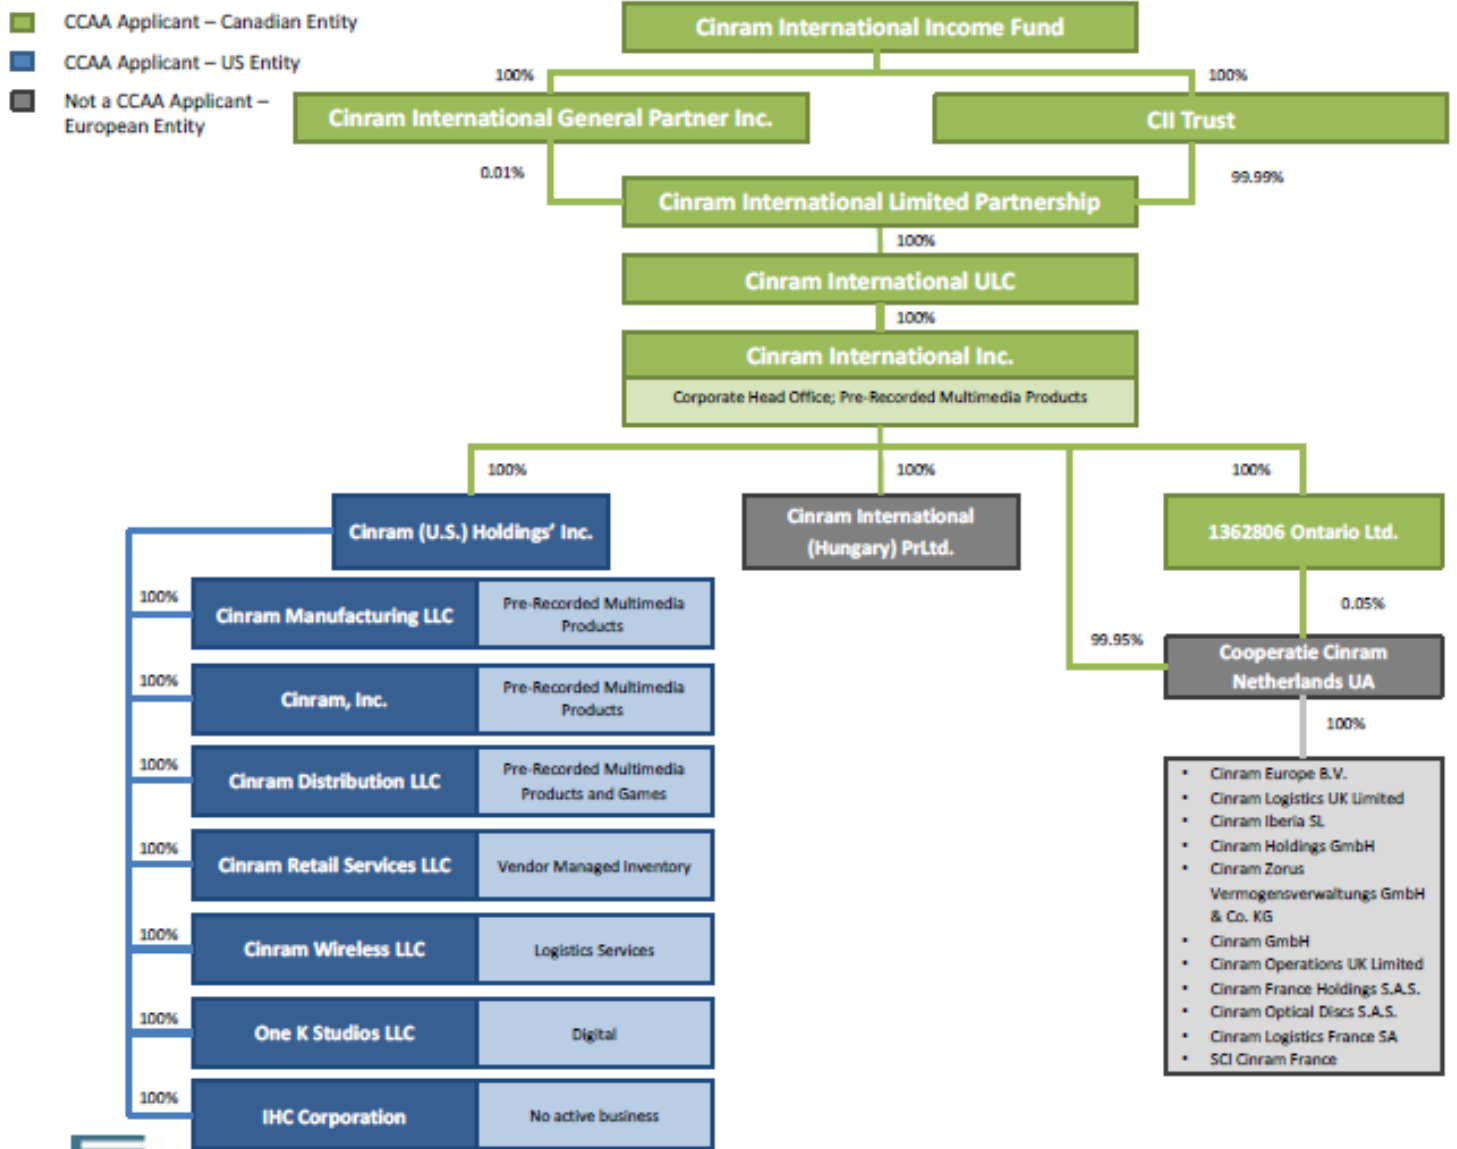 CCAA Applicant – Canadian Entity
CCAA Applicant – US Entity
Not a CCAA Applicant –
European Entity
Cinram International Income Fund
100%
100%
Cinram International General Partner Inc.
CII Trust
0.01%
99.99%
Cinram International Limited Partnership
100%
Cinram International ULC
100%
Cinram International Inc.
Corporate Head Office; Pre-Recorded Multimedia Products
100%
100%
100%
Cinram (U.S.) Holdings’ Inc.
Cinram International
(Hungary) PrLtd.
1362806 Ontario Ltd.
0.05%
99.95%
Cooperatie Cinram
Netherlands UA
100%
• Cinram Europe B.V.
• Cinram Logistics UK Limited
• Cinram Iberia SL
• Cinram Holdings GmbH
• Cinram Zorus
Vermogensverwaltungs GmbH
& Co. KG
• Cinram GmbH
• Cinram Operations UK Limited
• Cinram France Holdings S.A.S.
• Cinram Optical Discs S.A.S.
• Cinram Logistics France SA
• SCI Cinram France
100%
Cinram Manufacturing LLC
Pre-Recorded Multimedia
Products
100%
Cinram, Inc.
Pre-Recorded Multimedia
Products
100%
Cinram Distribution LLC
Pre-Recorded Multimedia
Products and Games
100%
Cinram Retail Services LLC
Vendor Managed Inventory
100%
Cinram Wireless LLC
Logistics Services
100%
One K Studios LLC
Digital
100%
IHC Corporation
No active business